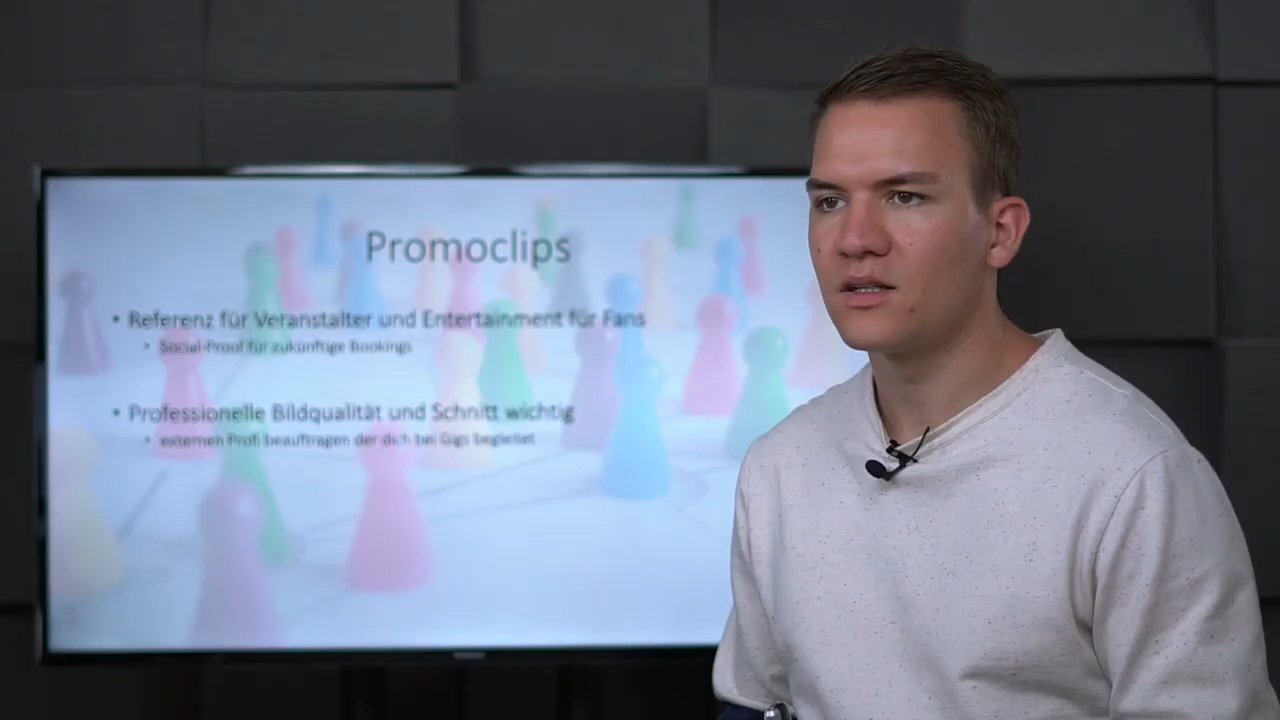 Promoclips
• Referenz für Veranstalter und Entertainment für Fans
• Social-Proof für zukünftige Bookings
• Professionelle Bildqualität und Schnitt wichtig
• externen Profi beauftragen der dich bei Gigs begleitet